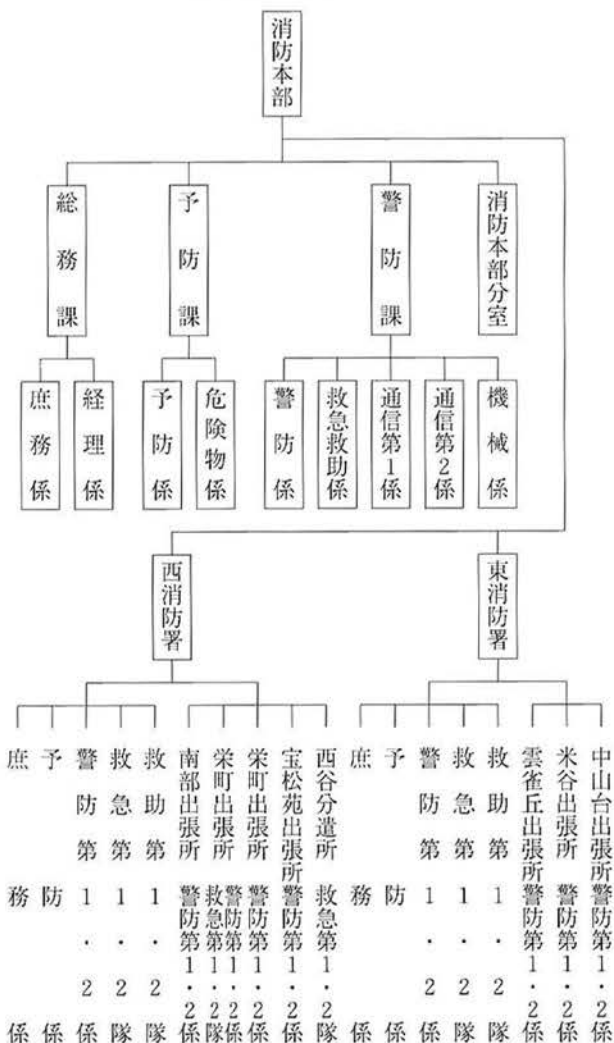 消防本部
総務課
予防課
警防課
消防本部分室
庶務係
経理係
予防係
危険物係
警防係
救急救助係
通信第1係
通信第2係
機械係
西消防署
東消防署
庶務係
予防係
警防第1・2係
救急第1・2隊
救助第1・2隊
南部出張所 警防第1・2係
栄町出張所 救急第1・2隊
警防第1・2係
栄町出張所 警防第1・2係
宝松苑出張所 警防第1・2係
西谷分遣所 救急第1・2隊
庶務係
予防係
警防第1・2係
救急第1・2隊
救助第1・2隊
雲雀丘出張所 警防第1・2係
米谷出張所 警防第1・2係
中山台出張所 警防第1・2係